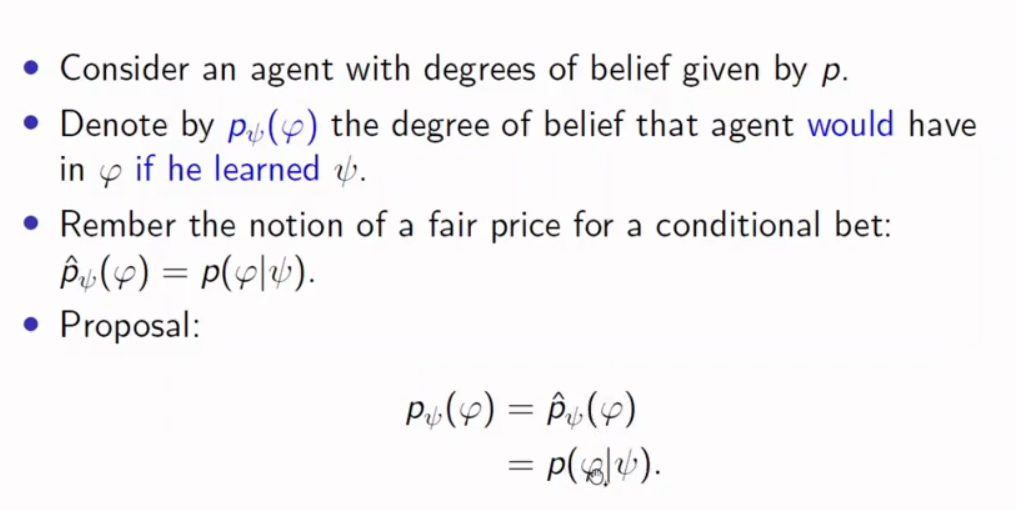 • Consider an agent with degrees of belief given by p.
• Denote by p_ψ(φ) the degree of belief that agent would have
in φ if he learned ψ.
• Rember the notion of a fair price for a conditional bet:
p̂_ψ(φ) = p(φ|ψ).
• Proposal:
p_ψ(φ) = p̂_ψ(φ)
= p(φ|ψ).